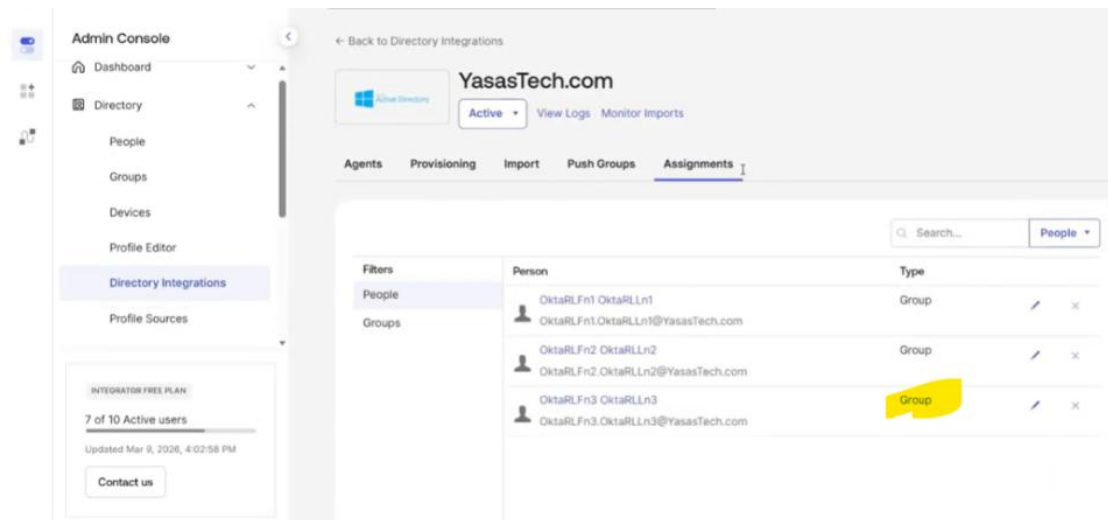 Admin Console
Dashboard
Directory
People
Groups
Devices
Profile Editor
Directory Integrations
Profile Sources
INTEGRATOR FREE PLAN
7 of 10 Active users
Updated Mar 9, 2026, 4:02:58 PM
Contact us
← Back to Directory Integrations
Active Directory
YasasTech.com
Active View Logs Monitor Imports
Agents Provisioning Import Push Groups Assignments
Search... People
Filters
People
Groups
Person Type
OktaRLFn1 OktaRLLn1 Group
OktaRLFn1.OktaRLLn1@YasasTech.com
OktaRLFn2 OktaRLLn2 Group
OktaRLFn2.OktaRLLn2@YasasTech.com
OktaRLFn3 OktaRLLn3 Group
OktaRLFn3.OktaRLLn3@YasasTech.com